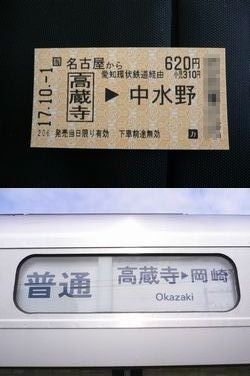 名古屋から 620円
愛知環状鉄道経由 小児310円
高蔵寺 ▶ 中水野
17.10.-1
206 発売当日限り有効 下車前途無効 カ
普通 高蔵寺▶岡崎
Okazaki